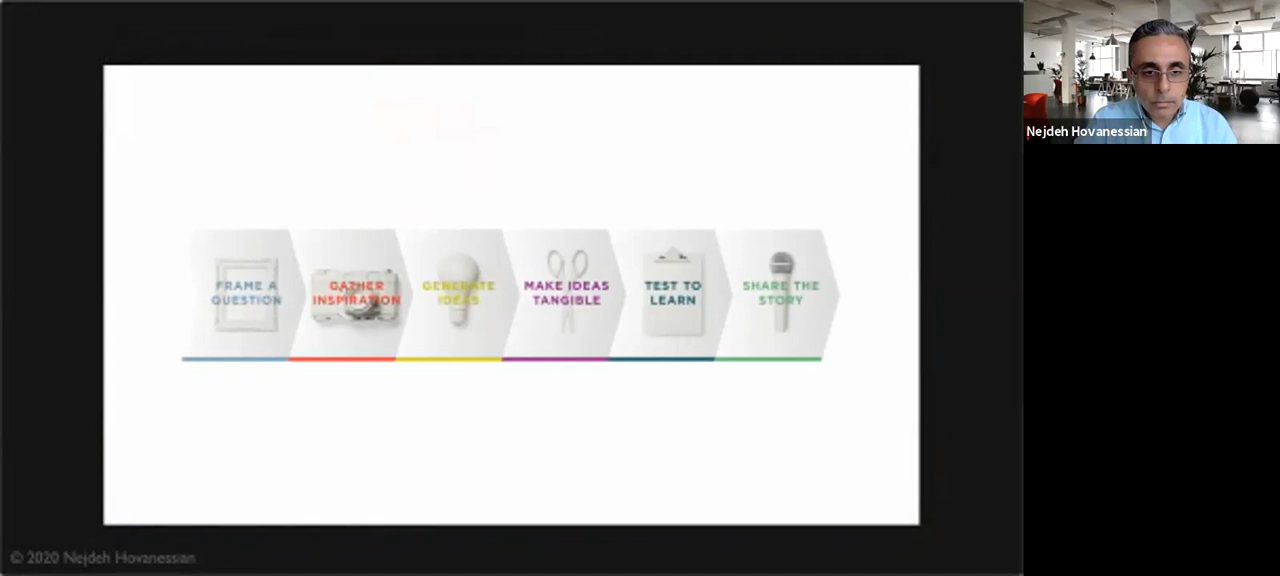 FRAME A
QUESTION
GATHER
INSPIRATION
GENERATE
IDEAS
MAKE IDEAS
TANGIBLE
TEST TO
LEARN
SHARE THE
STORY
Nejdeh Hovanessian
© 2020 Nejdeh Hovanessian